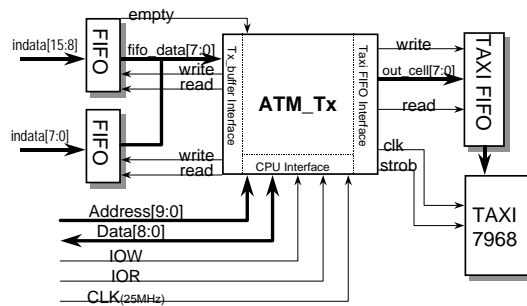 empty
indata[15:8]
FIFO
fifo_data[7:0]
write
read
indata[7:0]
FIFO
write
read
Tx_buffer Interface
ATM_Tx
Taxi FIFO Interface
CPU Interface
write
out_cell[7:0]
read
TAXI FIFO
clk
strob
TAXI
7968
Address[9:0]
Data[8:0]
IOW
IOR
CLK(25MHz)